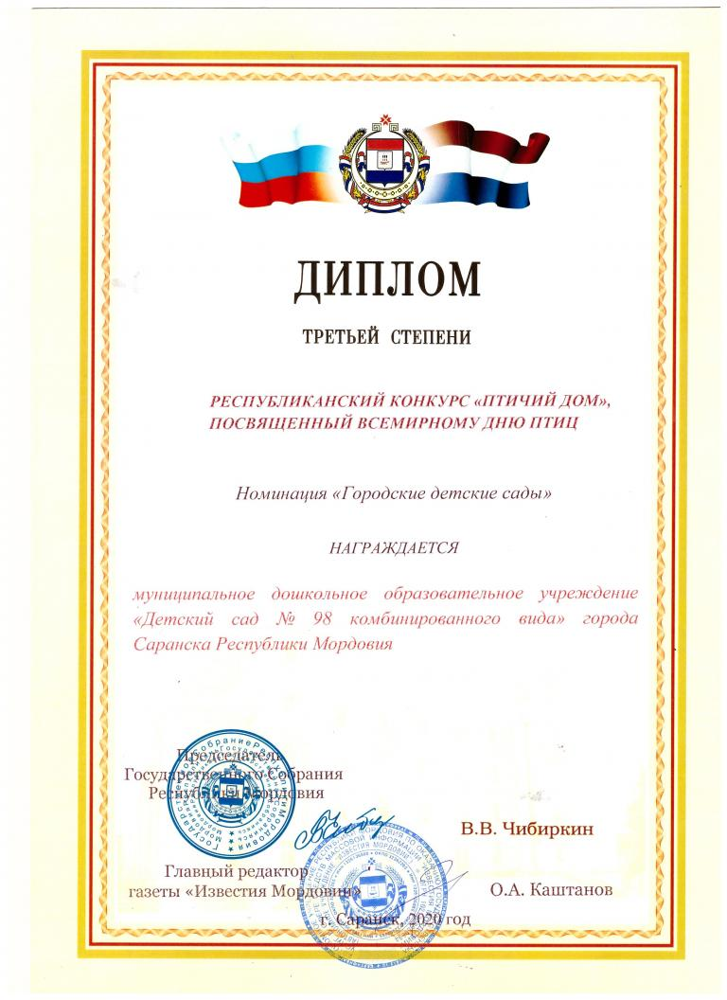 ДИПЛОМ
ТРЕТЬЕЙ СТЕПЕНИ
РЕСПУБЛИКАНСКИЙ КОНКУРС «ПТИЧИЙ ДОМ»,
ПОСВЯЩЕННЫЙ ВСЕМИРНОМУ ДНЮ ПТИЦ
Номинация «Городские детские сады»
НАГРАЖДАЕТСЯ
муниципальное дошкольное образовательное учреждение
«Детский сад № 98 комбинированного вида» города
Саранска Республики Мордовия
Председатель
Государственного Собрания
Республики Мордовия
В.В. Чибиркин
Главный редактор
газеты «Известия Мордовии»
О.А. Каштанов
г. Саранск, 2020 год